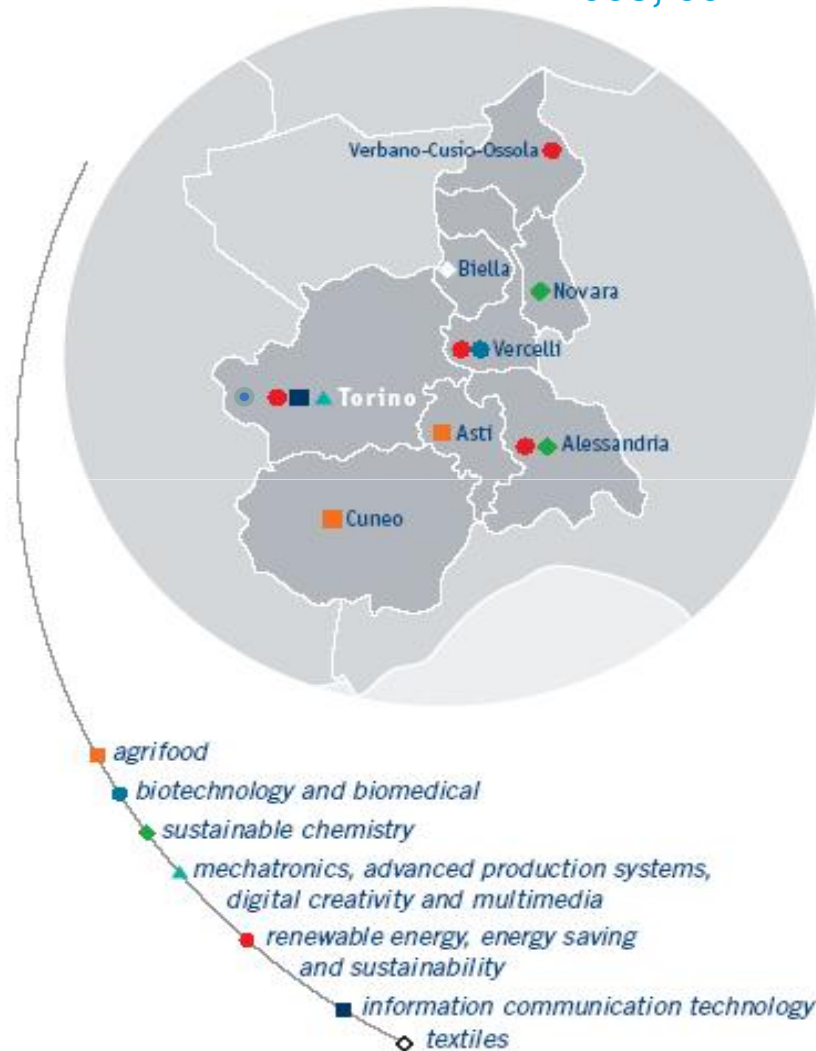 Verbano-Cusio-Ossola
Biella
Novara
Vercelli
Torino
Asti
Alessandria
Cuneo
agrifood
biotechnology and biomedical
sustainable chemistry
mechatronics, advanced production systems,
digital creativity and multimedia
renewable energy, energy saving
and sustainability
information communication technology
textiles